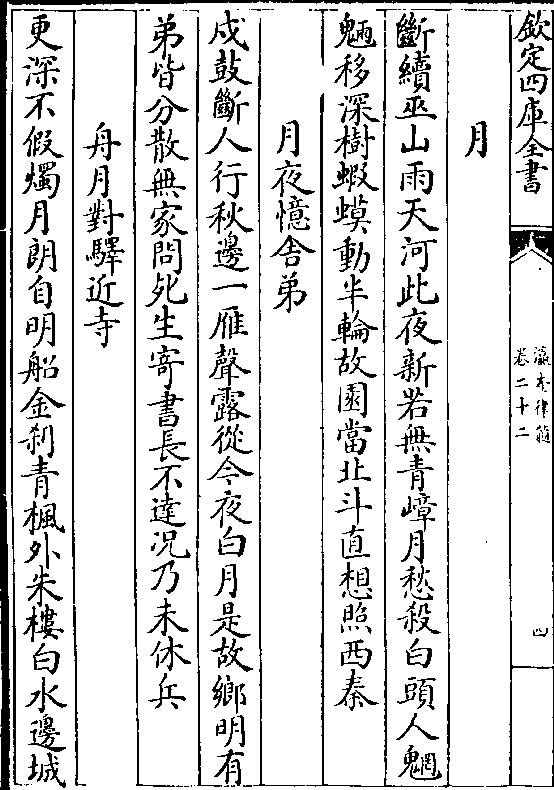 欽定四庫全書
瀛奎律髓
卷二十二
四
月
斷續巫山雨天河此夜新若無青嶂月愁殺白頭人魍
魎移深樹蝦蟆動半輪故園當北斗直想照西秦
月夜憶舍弟
戍鼓斷人行秋邊一雁聲露從今夜白月是故鄉明有
弟皆分散無家問死生寄書長不達况乃未休兵
舟月對驛近寺
更深不假燭月朗自明船金刹青楓外朱樓白水邊城